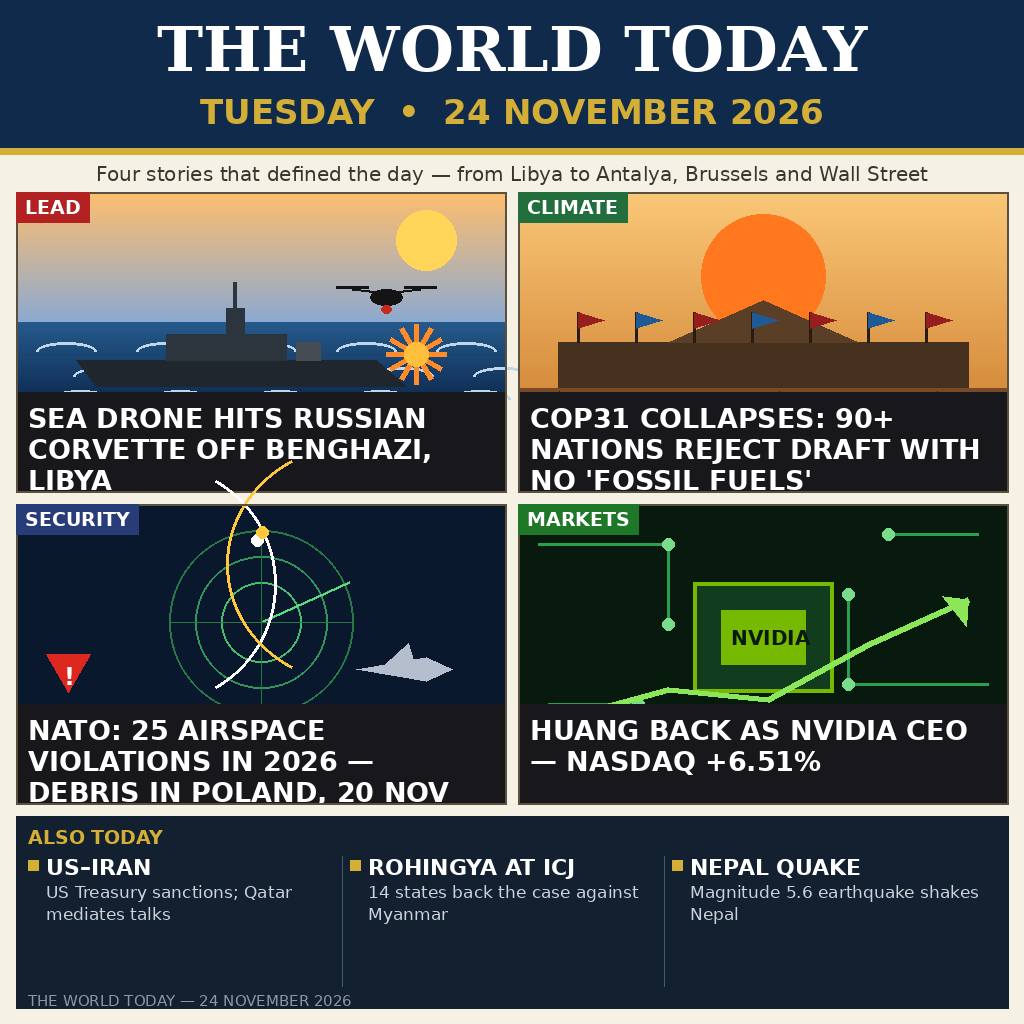 THE WORLD TODAY
TUESDAY • 24 NOVEMBER 2026
Four stories that defined the day — from Libya to Antalya, Brussels and Wall Street
LEAD
SEA DRONE HITS RUSSIAN
CORVETTE OFF BENGHAZI,
LIBYA
CLIMATE
COP31 COLLAPSES: 90+
NATIONS REJECT DRAFT WITH
NO 'FOSSIL FUELS'
SECURITY
!
NATO: 25 AIRSPACE
VIOLATIONS IN 2026 —
DEBRIS IN POLAND, 20 NOV
MARKETS
NVIDIA
HUANG BACK AS NVIDIA CEO
— NASDAQ +6.51%
ALSO TODAY
US–IRAN
US Treasury sanctions; Qatar
mediates talks
ROHINGYA AT ICJ
14 states back the case against
Myanmar
NEPAL QUAKE
Magnitude 5.6 earthquake shakes
Nepal
THE WORLD TODAY — 24 NOVEMBER 2026